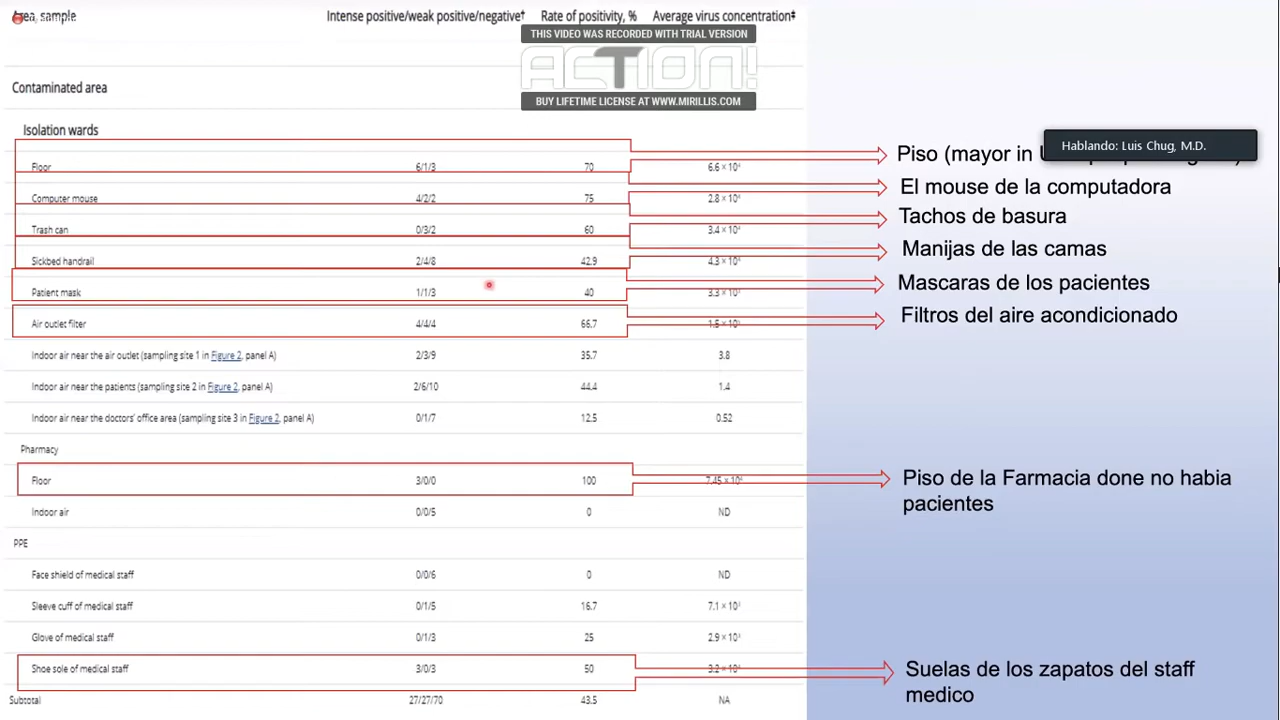 Area, sample Intense positive/weak positive/negative† Rate of positivity, % Average virus concentration‡
THIS VIDEO WAS RECORDED WITH TRIAL VERSION
ACTION!
BUY LIFETIME LICENSE AT WWW.MIRILLIS.COM
Contaminated area
Isolation wards
Hablando: Luis Chug, M.D.
Floor 6/1/3 70 Piso (mayor in
Computer mouse 4/2/2 75 El mouse de la computadora
Trash can 0/3/2 60 Tachos de basura
Sickbed handrail 2/4/8 42.9 Manijas de las camas
Patient mask 1/1/3 40 Mascaras de los pacientes
Air outlet filter 4/4/4 66.7 Filtros del aire acondicionado
Indoor air near the air outlet (sampling site 1 in Figure 2, panel A) 2/3/9 35.7 3.8
Indoor air near the patients (sampling site 2 in Figure 2, panel A) 2/6/10 44.4 1.4
Indoor air near the doctors' office area (sampling site 3 in Figure 2, panel A) 0/1/7 12.5 0.52
Pharmacy
Floor 3/0/0 100 Piso de la Farmacia done no habia
pacientes
Indoor air 0/0/5 0 ND
PPE
Face shield of medical staff 0/0/6 0 ND
Sleeve cuff of medical staff 0/1/5 16.7
Glove of medical staff 0/1/3 25
Shoe sole of medical staff 3/0/3 50 Suelas de los zapatos del staff
medico
Subtotal 27/27/70 43.5 NA